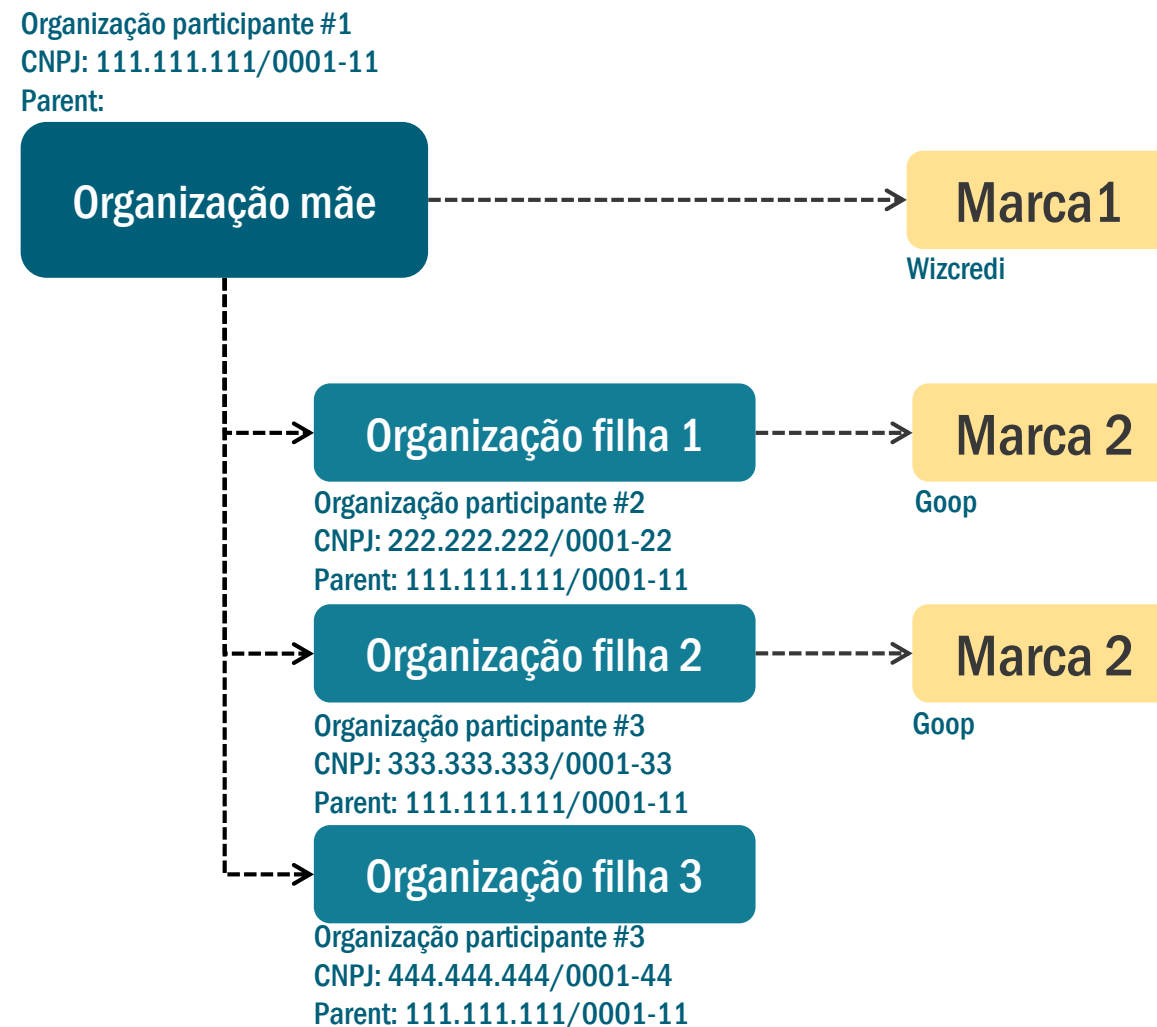 Organização participante #1
CNPJ: 111.111.111/0001-11
Parent:
Organização mãe
Marca1
Wizcredi
Organização filha 1
Marca 2
Organização participante #2
Goop
CNPJ: 222.222.222/0001-22
Parent: 111.111.111/0001-11
Organização filha 2
Marca 2
Organização participante #3
Goop
CNPJ: 333.333.333/0001-33
Parent: 111.111.111/0001-11
Organização filha 3
Organização participante #3
CNPJ: 444.444.444/0001-44
Parent: 111.111.111/0001-11